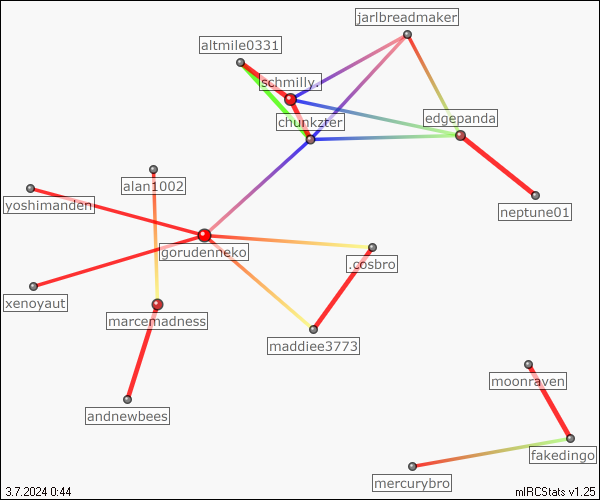 jarlbreadmaker
altmile0331
schmilly.
chunkzter
edgepanda
alan1002
yoshimanden
neptune01
gorudenneko
.cosbro
xenoyaut
marcemadness
maddiee3773
moonraven
andnewbees
fakedingo
mercurybro
3.7.2024 0:44
mIRCStats v1.25